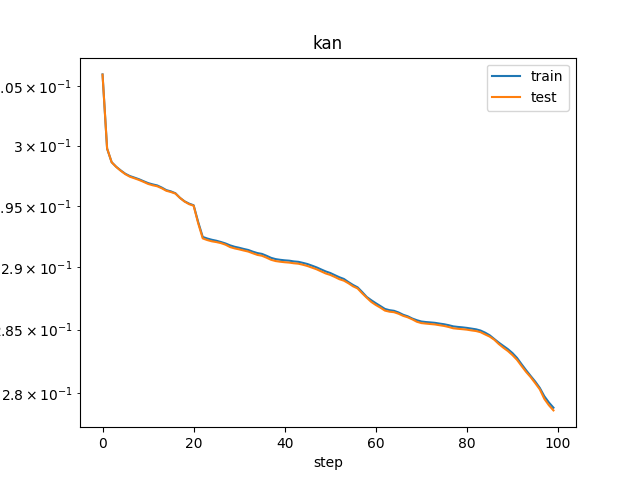 kan
train
test
.05 × 10⁻¹
3 × 10⁻¹
.95 × 10⁻¹
2.9 × 10⁻¹
2.85 × 10⁻¹
2.8 × 10⁻¹
0 20 40 60 80 100
step